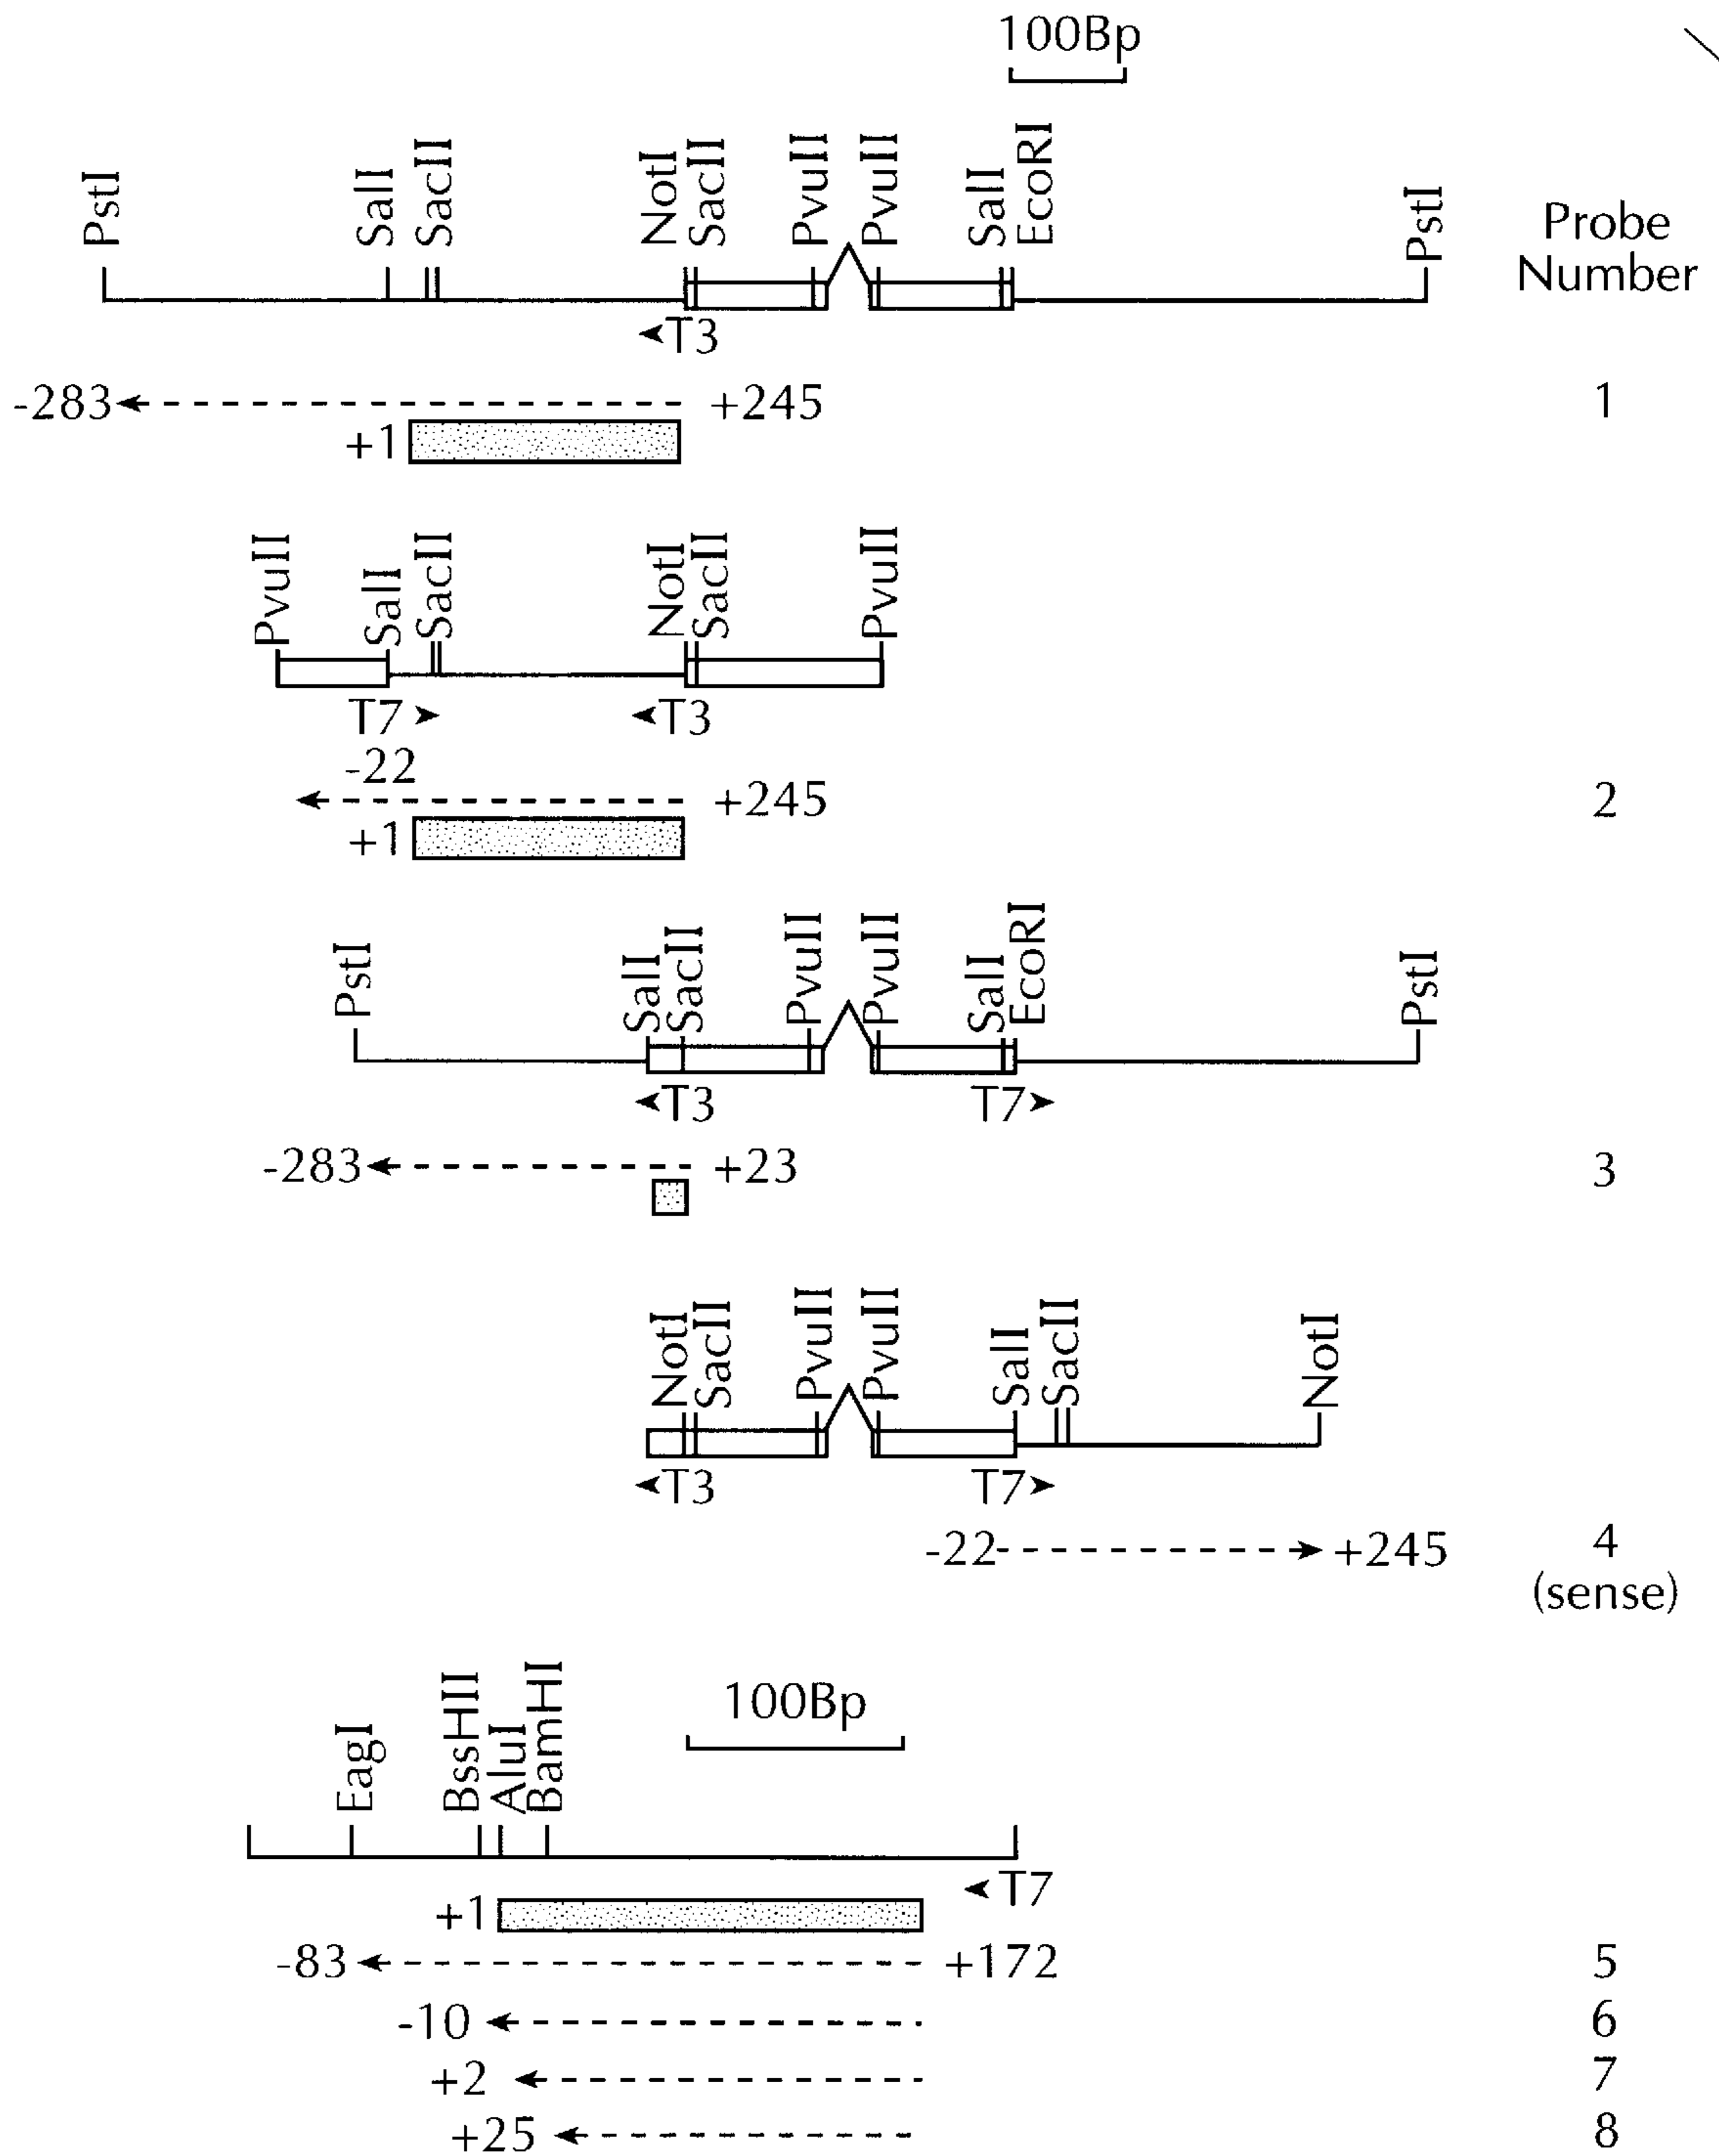 100Bp
PstI SalI SacII NotI SacII PvuII PvuII SalI EcoRI PstI
Probe
Number
T3
-283 +245 1
+1
PvuII SalI SacII NotI SacII PvuII
T7 T3
-22
+245 2
+1
PstI SalI SacII PvuII PvuII SalI EcoRI PstI
T3 T7
-283 +23 3
NotI SacII PvuII PvuII SalI SacII NotI
T3 T7
-22 +245 4
(sense)
EagI BssHII AluI BamHI
100Bp
T7
+1
-83 +172 5
-10 6
+2 7
+25 8